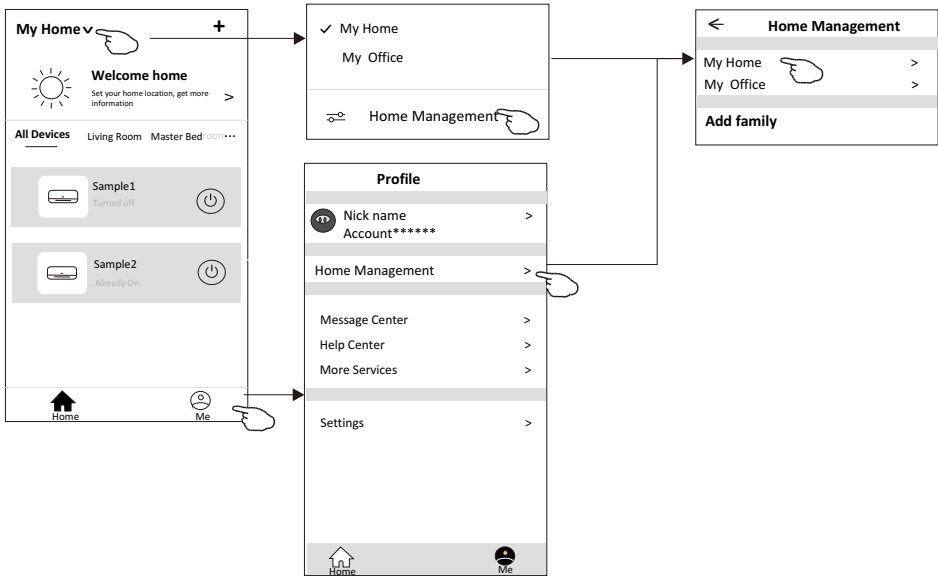 My Home
+
Welcome home
Set your home location, get more
information
>
All Devices Living Room Master Bedroom···
Sample1
Turned off
Sample2
Already On
Home
Me
✓ My Home
My Office
Home Management
Profile
Nick name >
Account******
Home Management >
Message Center >
Help Center >
More Services >
Settings >
Home
Me
Home Management
My Home >
My Office >
Add family